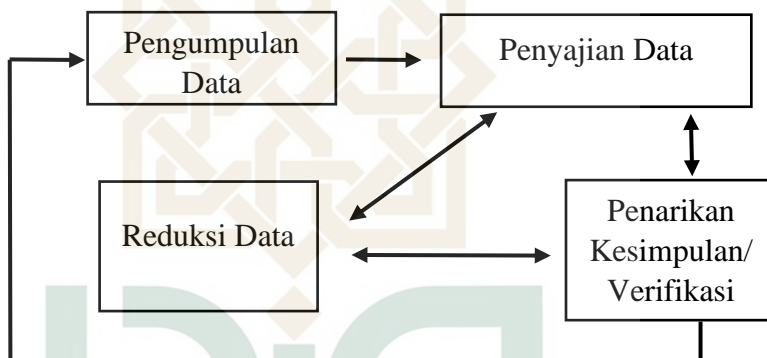 Pengumpulan
Data
Penyajian Data
Reduksi Data
Penarikan
Kesimpulan/
Verifikasi